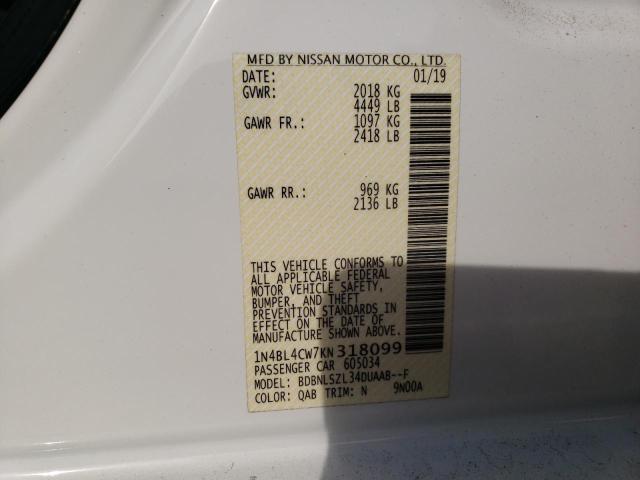 MFD BY NISSAN MOTOR CO., LTD.
DATE: 01/19
GVWR: 2018 KG
4449 LB
GAWR FR.: 1097 KG
2418 LB
GAWR RR.: 969 KG
2136 LB
THIS VEHICLE CONFORMS TO
ALL APPLICABLE FEDERAL
MOTOR VEHICLE SAFETY,
BUMPER, AND THEFT
PREVENTION STANDARDS IN
EFFECT ON THE DATE OF
MANUFACTURE SHOWN ABOVE.
1N4BL4CW7KN318099
PASSENGER CAR 605034
MODEL: BDBNLSZL34DUAAB--F
COLOR: QAB TRIM: N 9N00A